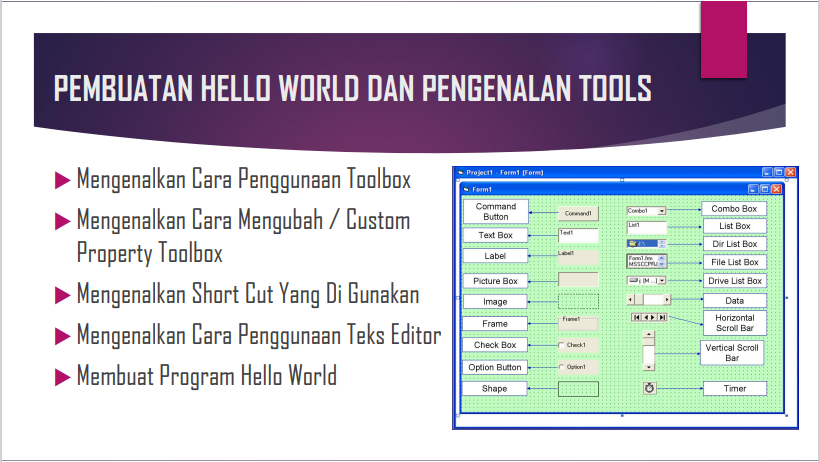 PEMBUATAN HELLO WORLD DAN PENGENALAN TOOLS
Mengenalkan Cara Penggunaan Toolbox
Mengenalkan Cara Mengubah / Custom
Property Toolbox
Mengenalkan Short Cut Yang Di Gunakan
Mengenalkan Cara Penggunaan Teks Editor
Membuat Program Hello World
Project1 - Form1 (Form)
Form1
Command
Button
Command1
Text Box
Text1
Label
Label1
Picture Box
Image
Frame
Frame1
Check Box
Check1
Option Button
Option1
Shape
Combo1
Combo Box
List1
List Box
Dir List Box
Form1.frm
MSSCCPRJ
File List Box
Drive List Box
Data
Horizontal
Scroll Bar
Vertical Scroll
Bar
Timer